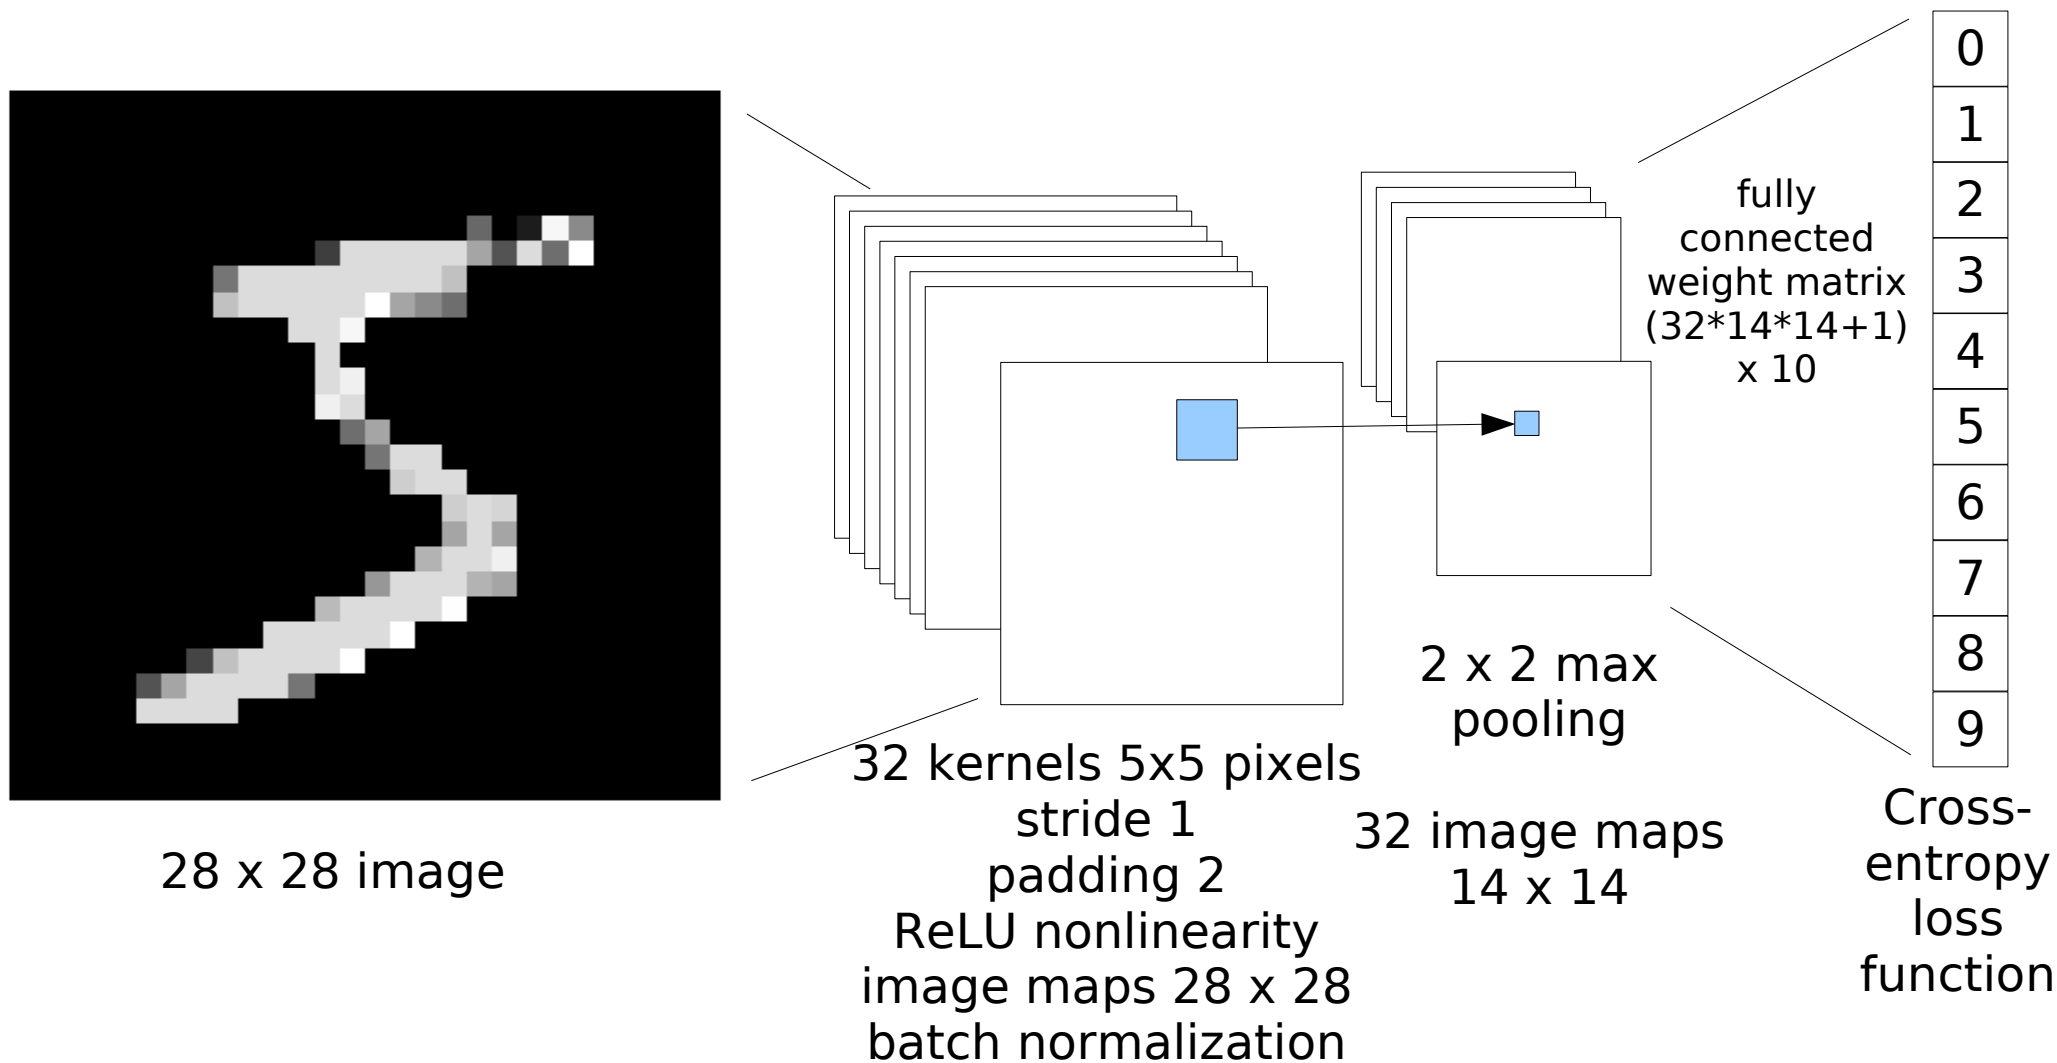 28 x 28 image
32 kernels 5x5 pixels
stride 1
padding 2
ReLU nonlinearity
image maps 28 x 28
batch normalization
2 x 2 max
pooling
32 image maps
14 x 14
fully
connected
weight matrix
(32*14*14+1)
x 10
0
1
2
3
4
5
6
7
8
9
Cross-
entropy
loss
function